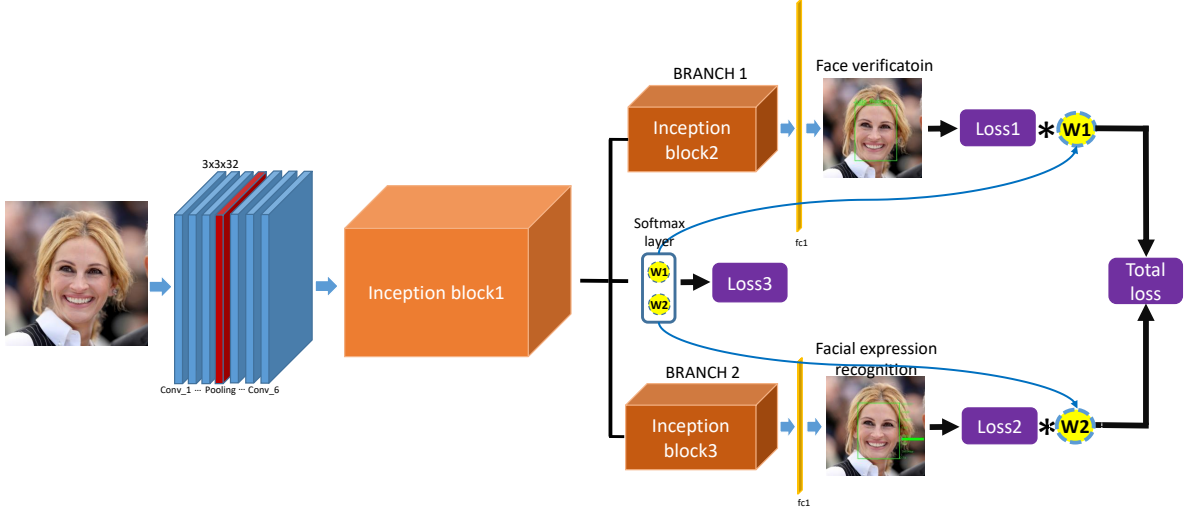 3x3x32
Conv_1 ··· Pooling ··· Conv_6
Inception block1
BRANCH 1
Inception
block2
fc1
Face verificatoin
Loss1
*
W1
Softmax
layer
W1
W2
Loss3
Total
loss
BRANCH 2
Inception
block3
fc1
Facial expression
recognition
Loss2
*
W2